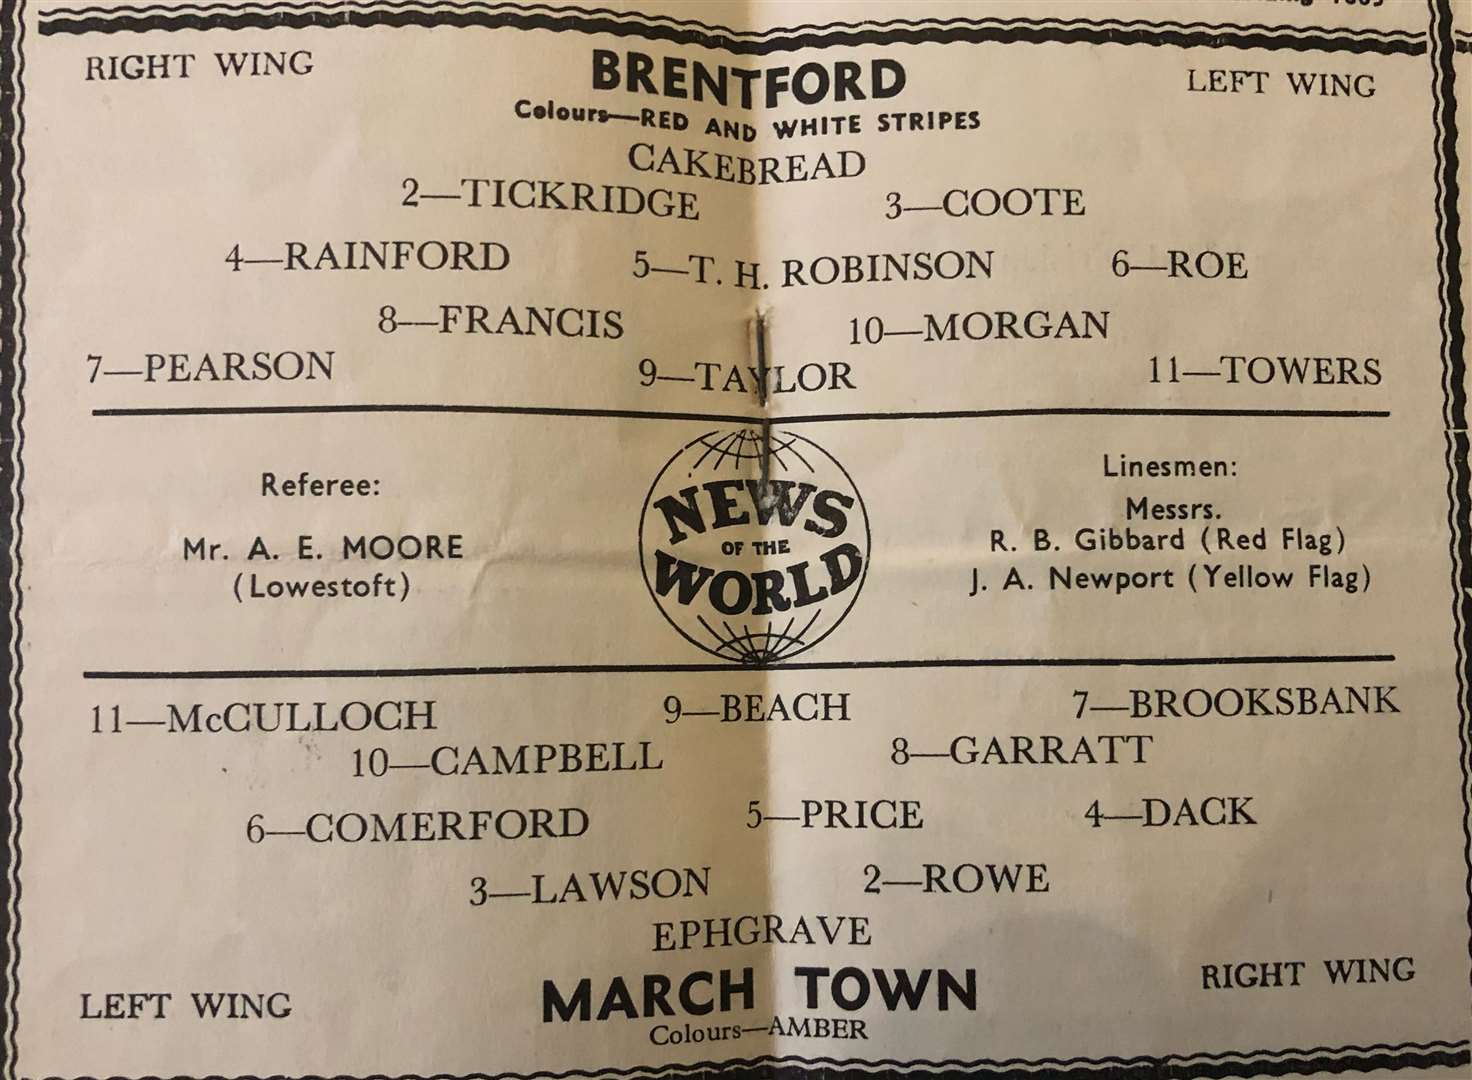 RIGHT WING
BRENTFORD
LEFT WING
Colours—RED AND WHITE STRIPES
CAKEBREAD
2—TICKRIDGE 3—COOTE
4—RAINFORD 5—T. H. ROBINSON 6—ROE
8—FRANCIS 10—MORGAN
7—PEARSON 9—TAYLOR 11—TOWERS
Referee:
Mr. A. E. MOORE
(Lowestoft)
NEWS
OF THE
WORLD
Linesmen:
Messrs.
R. B. Gibbard (Red Flag)
J. A. Newport (Yellow Flag)
11—McCULLOCH 9—BEACH 7—BROOKSBANK
10—CAMPBELL 8—GARRATT
6—COMERFORD 5—PRICE 4—DACK
3—LAWSON 2—ROWE
EPHGRAVE
LEFT WING
MARCH TOWN
RIGHT WING
Colours—AMBER